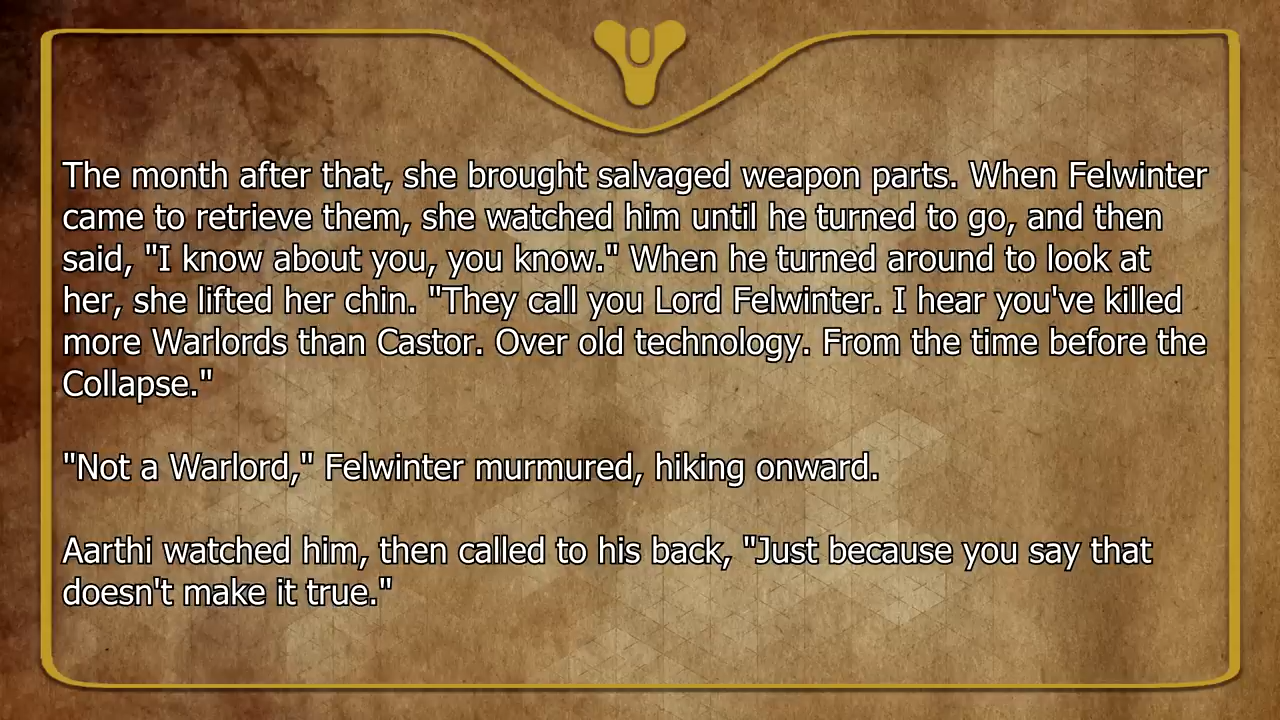 The month after that, she brought salvaged weapon parts. When Felwinter
came to retrieve them, she watched him until he turned to go, and then
said, "I know about you, you know." When he turned around to look at
her, she lifted her chin. "They call you Lord Felwinter. I hear you've killed
more Warlords than Castor. Over old technology. From the time before the
Collapse."
"Not a Warlord," Felwinter murmured, hiking onward.
Aarthi watched him, then called to his back, "Just because you say that
doesn't make it true."